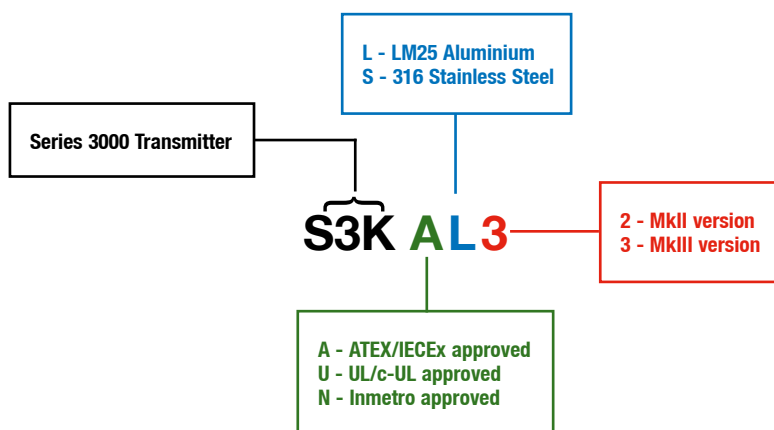 L - LM25 Aluminium
S - 316 Stainless Steel
Series 3000 Transmitter
S3K AL3
2 - MkII version
3 - MkIII version
A - ATEX/IECEx approved
U - UL/c-UL approved
N - Inmetro approved